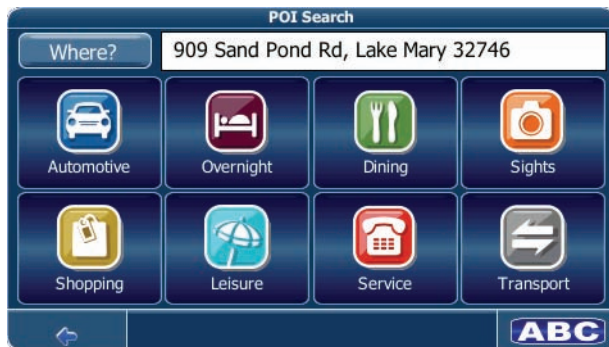 POI Search
Where?
909 Sand Pond Rd, Lake Mary 32746
Automotive
Overnight
Dining
Sights
Shopping
Leisure
Service
Transport
ABC